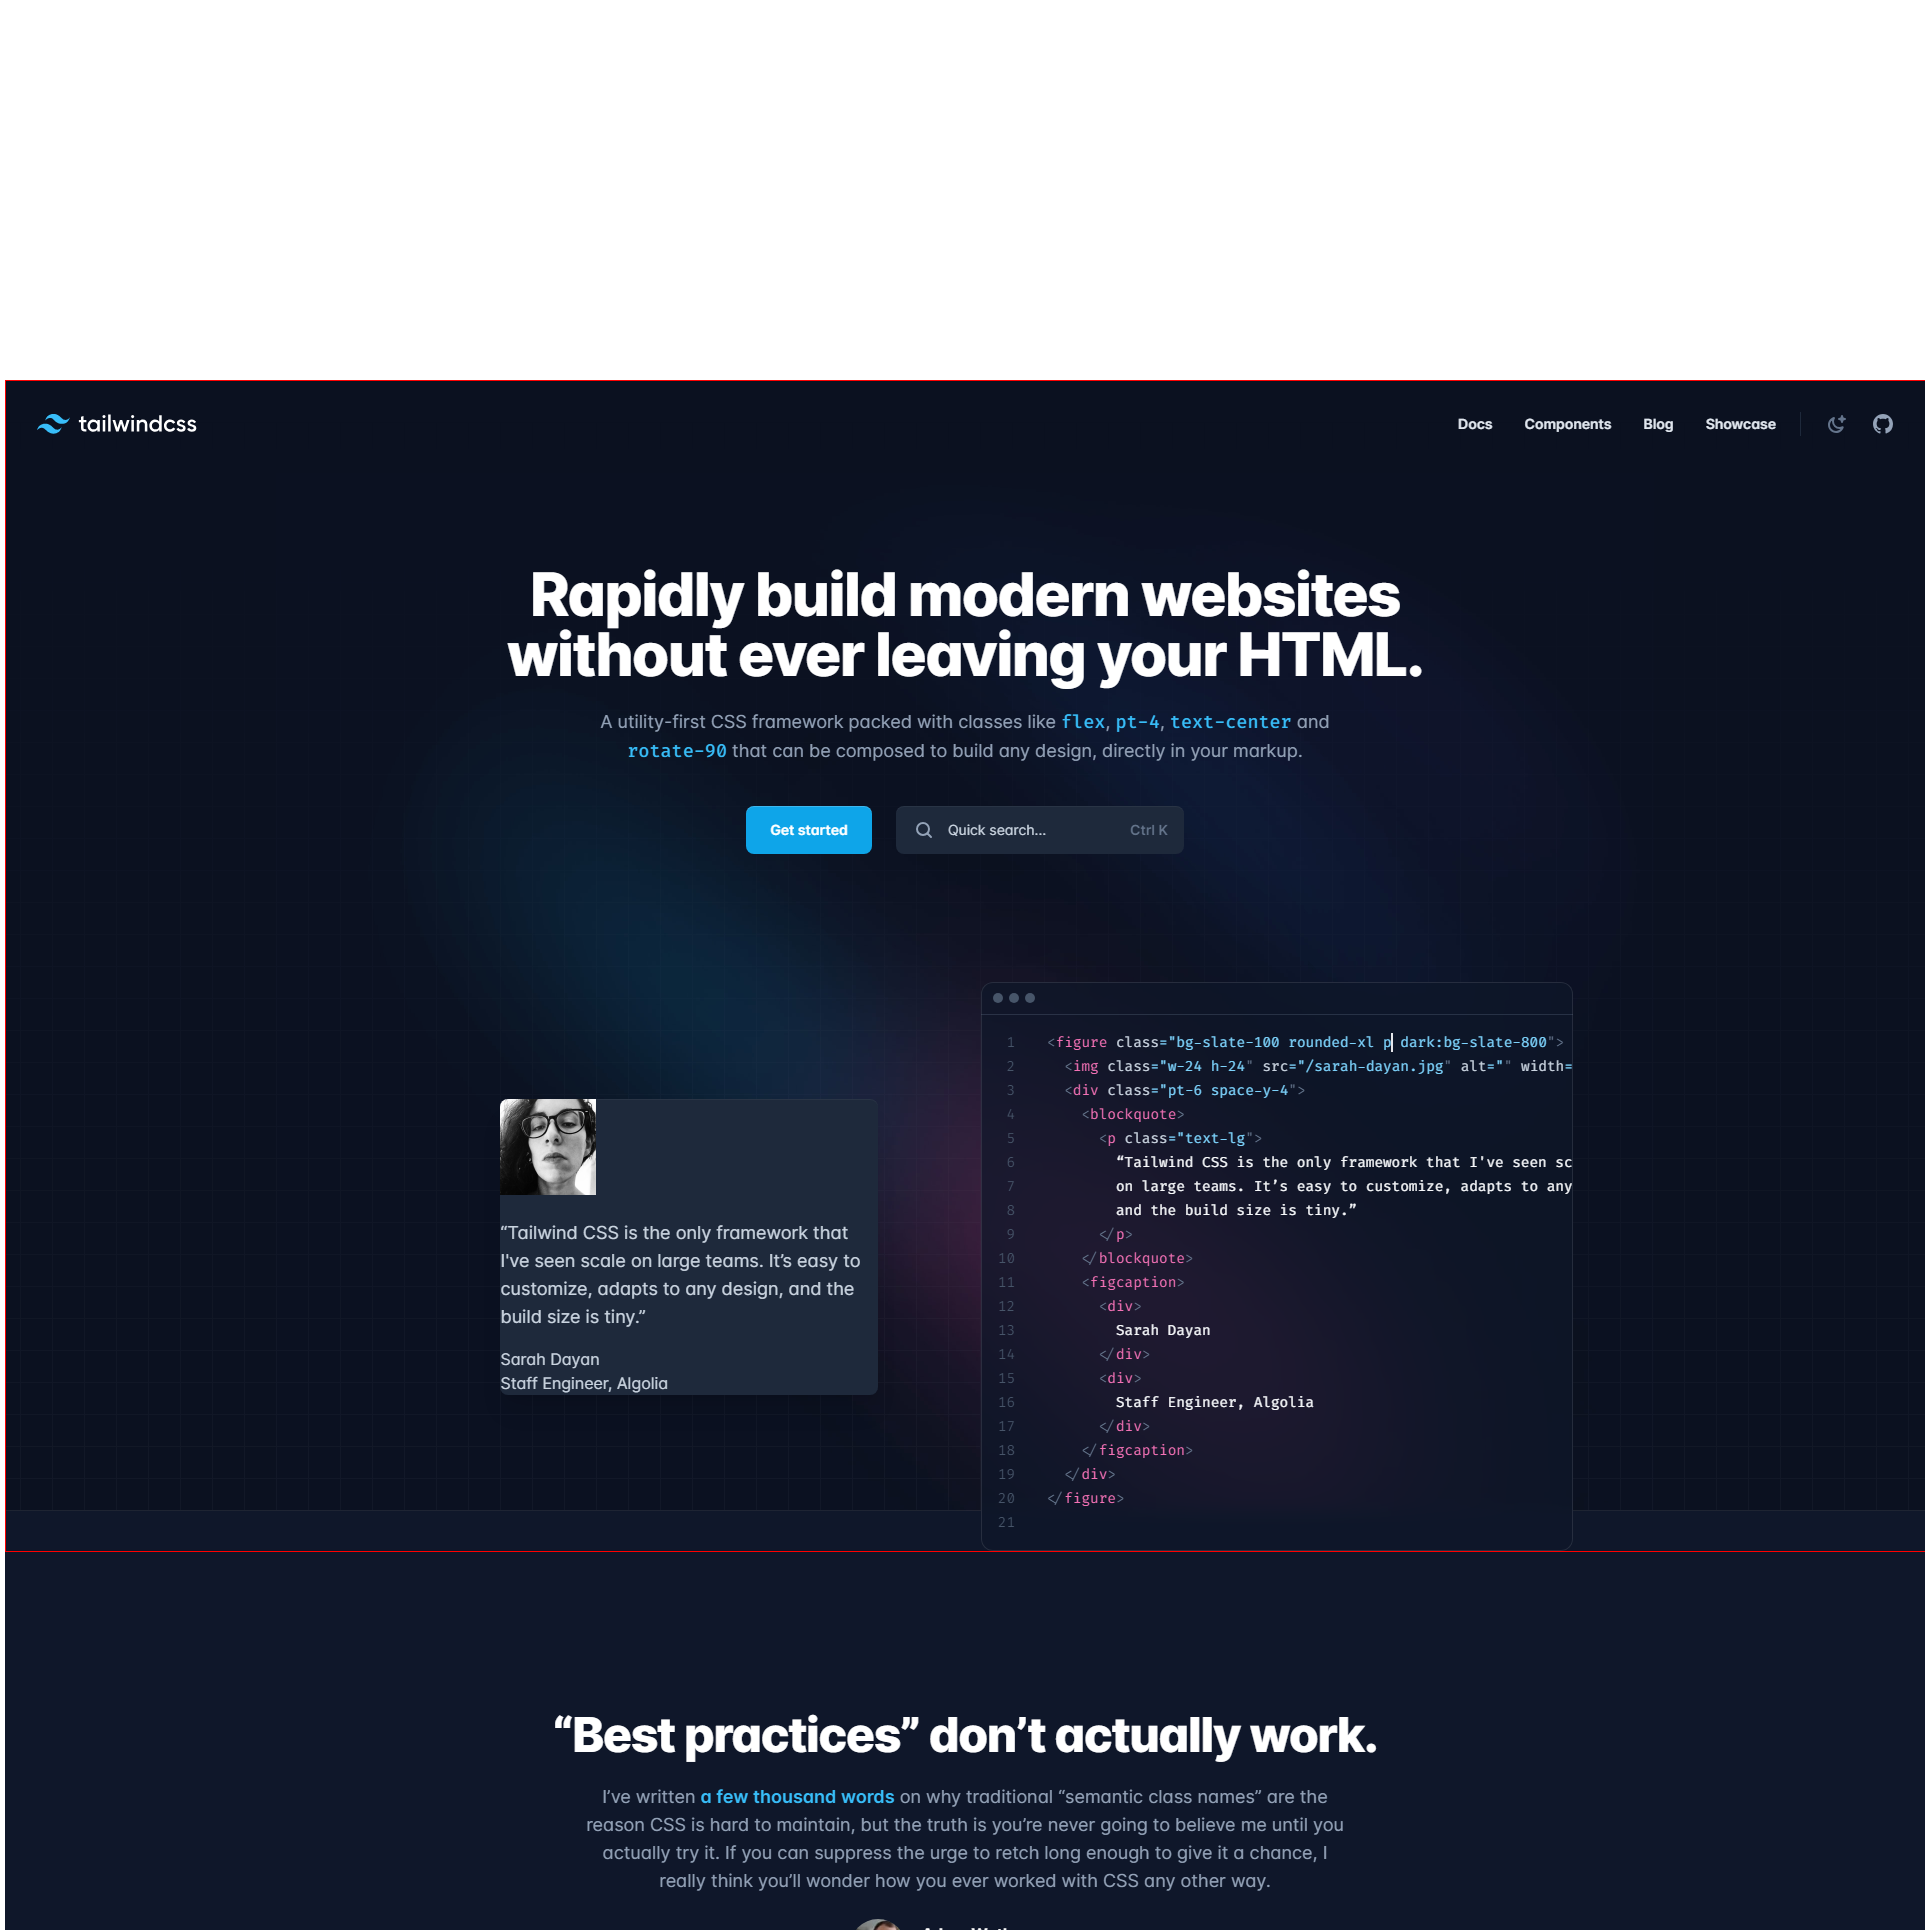 tailwindcss
Docs Components Blog Showcase
Rapidly build modern websites
without ever leaving your HTML.
A utility-first CSS framework packed with classes like flex, pt-4, text-center and
rotate-90 that can be composed to build any design, directly in your markup.
Get started
Quick search... Ctrl K
“Tailwind CSS is the only framework that
I've seen scale on large teams. It’s easy to
customize, adapts to any design, and the
build size is tiny.”
Sarah Dayan
Staff Engineer, Algolia
1 <figure class="bg-slate-100 rounded-xl p dark:bg-slate-800">
2 <img class="w-24 h-24" src="/sarah-dayan.jpg" alt="" width=
3 <div class="pt-6 space-y-4">
4 <blockquote>
5 <p class="text-lg">
6 “Tailwind CSS is the only framework that I've seen sc
7 on large teams. It’s easy to customize, adapts to any
8 and the build size is tiny.”
9 </p>
10 </blockquote>
11 <figcaption>
12 <div>
13 Sarah Dayan
14 </div>
15 <div>
16 Staff Engineer, Algolia
17 </div>
18 </figcaption>
19 </div>
20 </figure>
21
“Best practices” don’t actually work.
I’ve written a few thousand words on why traditional “semantic class names” are the
reason CSS is hard to maintain, but the truth is you’re never going to believe me until you
actually try it. If you can suppress the urge to retch long enough to give it a chance, I
really think you’ll wonder how you ever worked with CSS any other way.